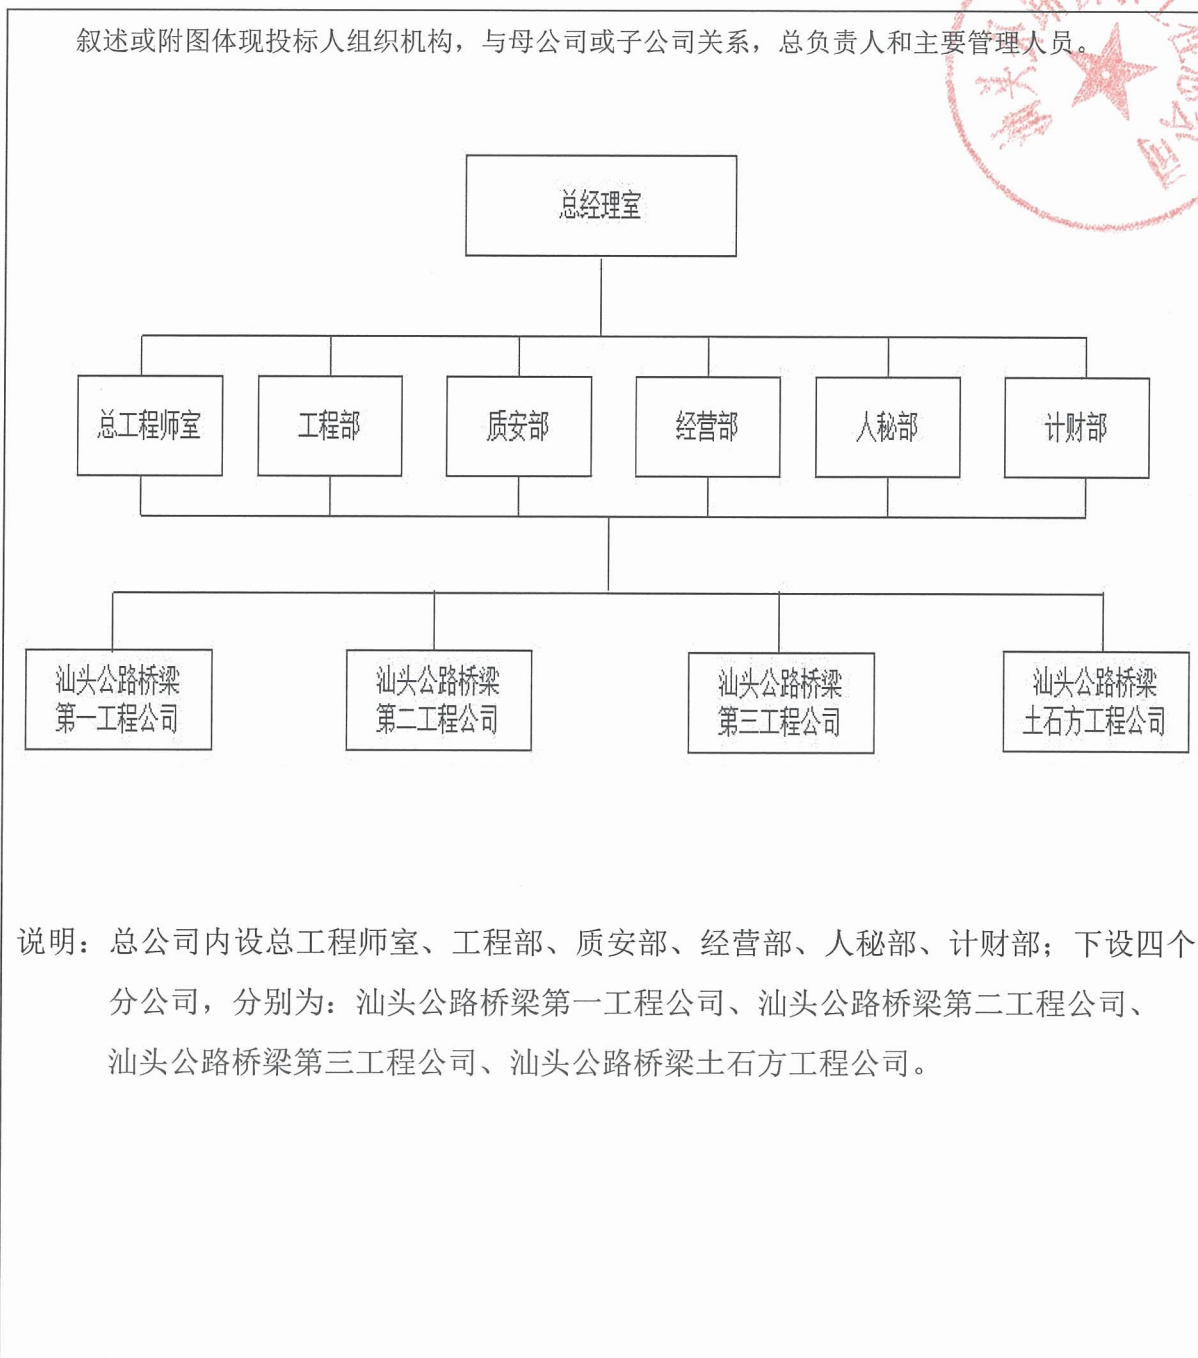 叙述或附图体现投标人组织机构，与母公司或子公司关系，总负责人和主要管理人员。
总经理室
总工程师室
工程部
质安部
经营部
人秘部
计财部
汕头公路桥梁
第一工程公司
汕头公路桥梁
第二工程公司
汕头公路桥梁
第三工程公司
汕头公路桥梁
土石方工程公司
说明：总公司内设总工程师室、工程部、质安部、经营部、人秘部、计财部；下设四个
分公司，分别为：汕头公路桥梁第一工程公司、汕头公路桥梁第二工程公司、
汕头公路桥梁第三工程公司、汕头公路桥梁土石方工程公司。